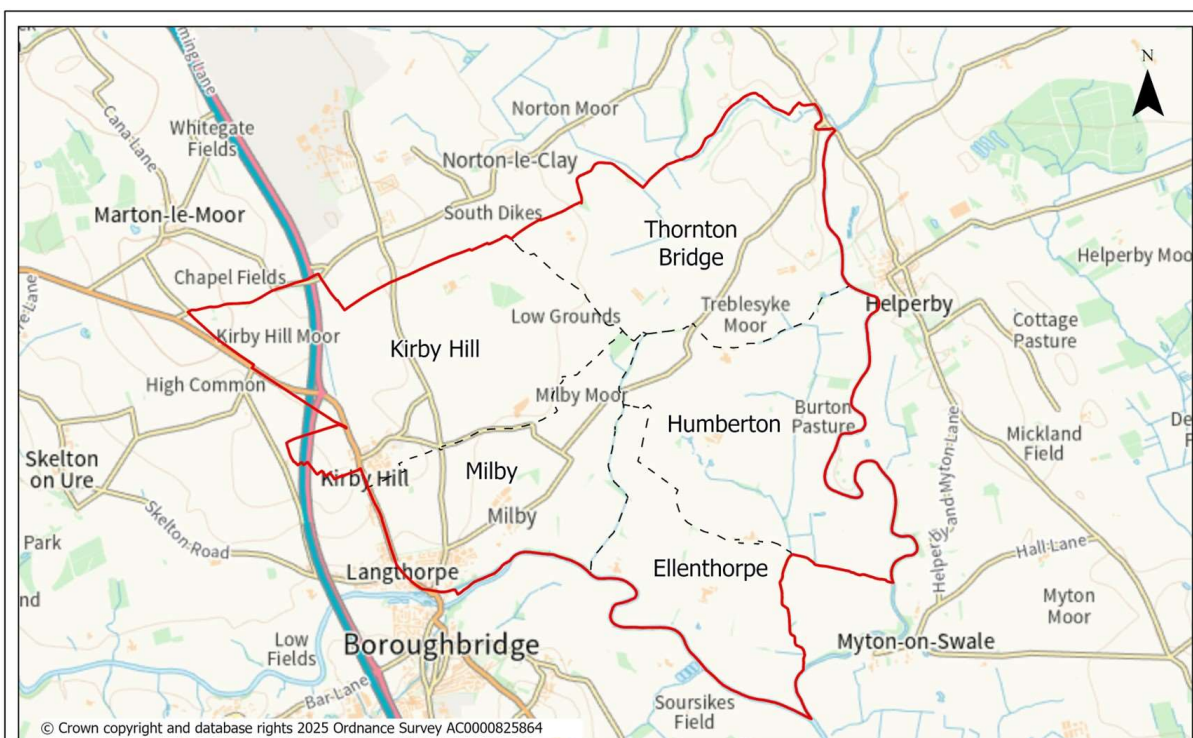 N
Norton Moor
Cana-Lane
Whitegate
Fields
Norton-le-Clay
Marton-le-Moor
South Dikes
Thornton
Bridge
Chapel Fields
Helperby Moo
Treblesyke
Moor
Helperby
Low Grounds
Cottage
Pasture
Kirby Hill Moor
Kirby Hill
High Common
Milby Moor
Burton
Pasture
Humberton
Mickland
Field
Skelton
on Ure
Kirby Hill
Milby
Milby
Skelton-Road
Helperby-and-Myton-Lane
Park
Hall-Lane
Langthorpe
Ellenthorpe
Myton
Moor
Low
Fields
Boroughbridge
Myton-on-Swale
Bar-Lane
Soursikes
Field
© Crown copyright and database rights 2025 Ordnance Survey AC0000825864